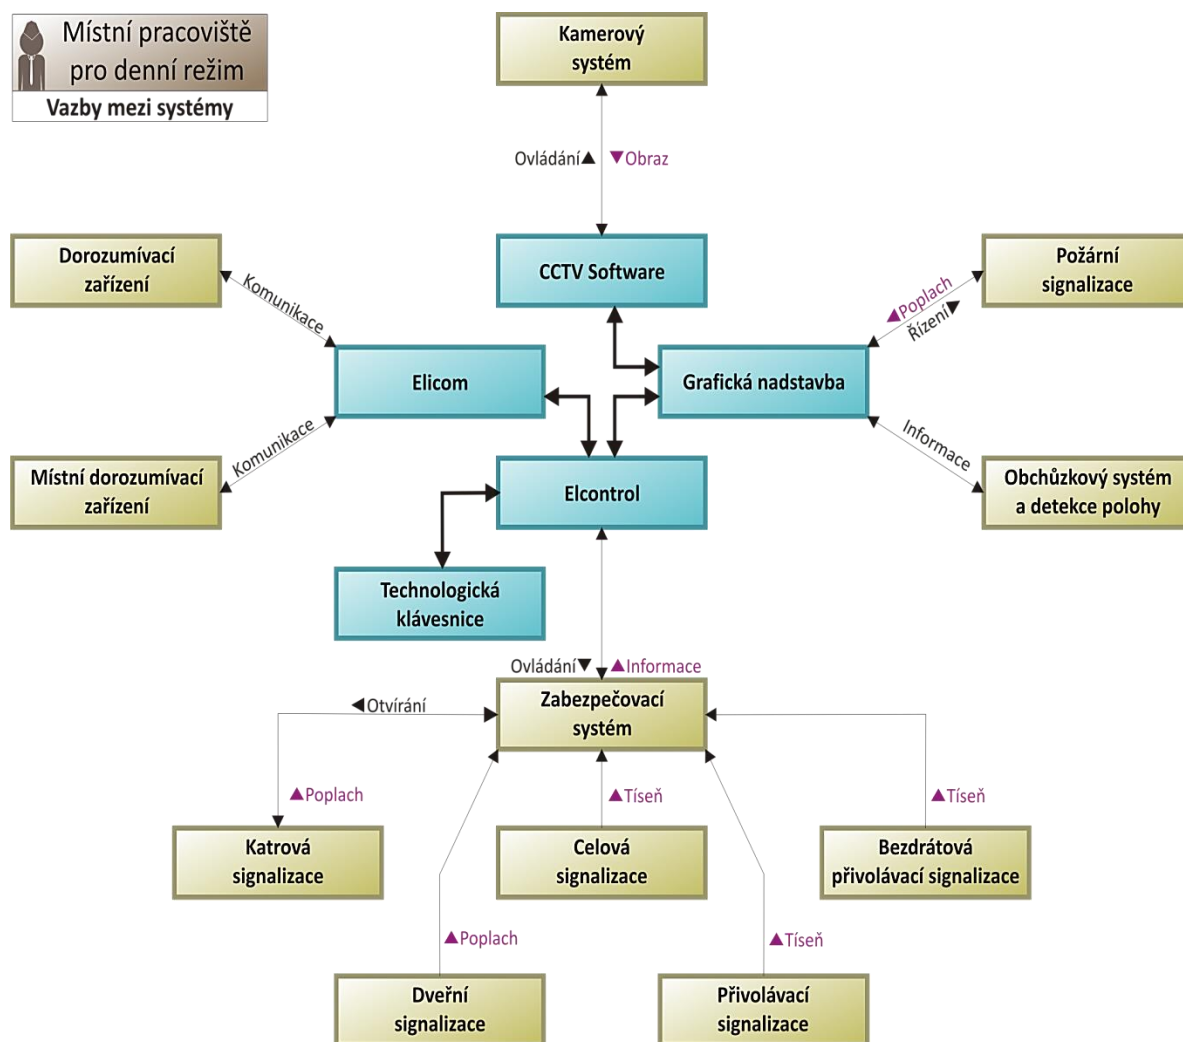 Místní pracoviště
pro denní režim
Vazby mezi systémy
Kamerový
systém
Ovládání▲ ▼Obraz
Dorozumívací
zařízení
CCTV Software
Požární
signalizace
Komunikace
◀Poplach
Řízení▶
Elicom
Grafická nadstavba
Komunikace
Informace
Místní dorozumívací
zařízení
Elcontrol
Obchůzkový systém
a detekce polohy
Technologická
klávesnice
Ovládání▼ ▲Informace
◀Otvírání
Zabezpečovací
systém
▲Poplach
▲Tíseň
▲Tíseň
Katrová
signalizace
Celová
signalizace
Bezdrátová
přivolávací signalizace
▲Poplach
▲Tíseň
Dveřní
signalizace
Přivolávací
signalizace